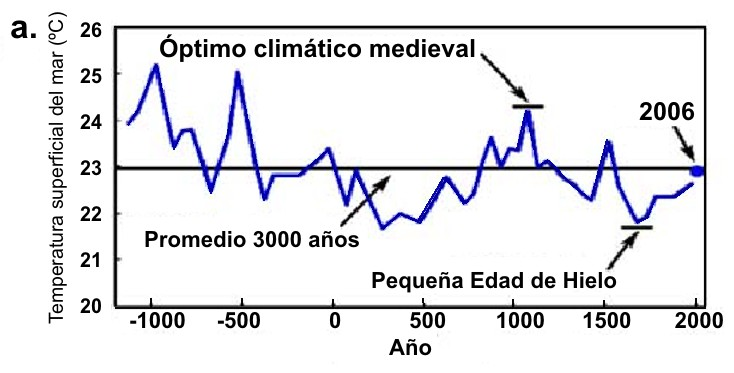 a.
Temperatura superficial del mar (ºC)
26
25
24
23
22
21
20
Óptimo climático medieval
2006
Promedio 3000 años
Pequeña Edad de Hielo
-1000 -500 0 500 1000 1500 2000
Año